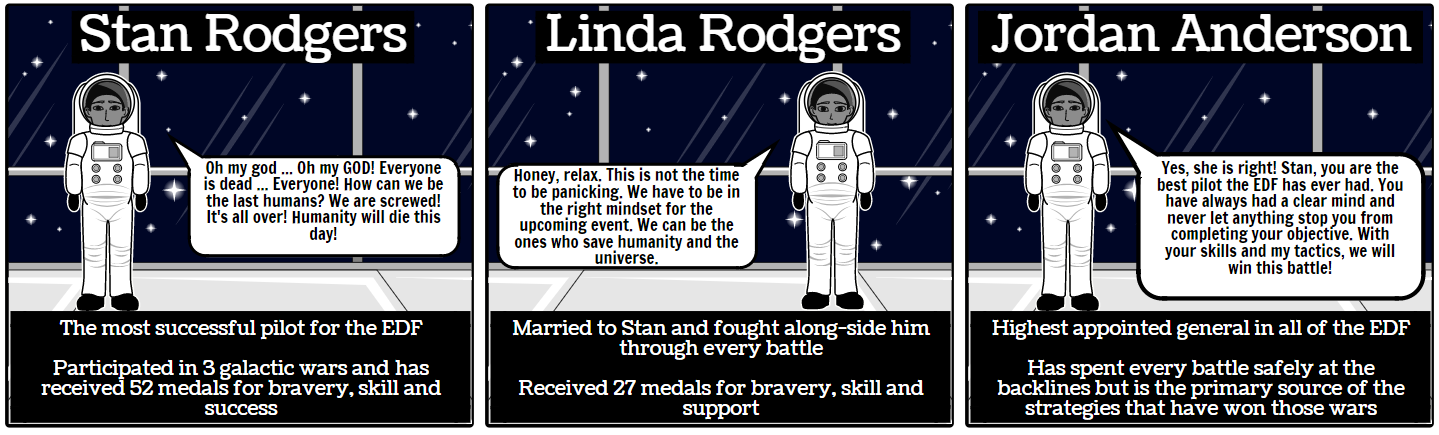 Stan Rodgers
Oh my god ... Oh my GOD! Everyone
is dead ... Everyone! How can we be
the last humans? We are screwed!
It's all over! Humanity will die this
day!
The most successful pilot for the EDF
Participated in 3 galactic wars and has
received 52 medals for bravery, skill and
success
Linda Rodgers
Honey, relax. This is not the time
to be panicking. We have to be in
the right mindset for the
upcoming event. We can be the
ones who save humanity and the
universe.
Married to Stan and fought along-side him
through every battle
Received 27 medals for bravery, skill and
support
Jordan Anderson
Yes, she is right! Stan, you are the
best pilot the EDF has ever had. You
have always had a clear mind and
never let anything stop you from
completing your objective. With
your skills and my tactics, we will
win this battle!
Highest appointed general in all of the EDF
Has spent every battle safely at the
backlines but is the primary source of the
strategies that have won those wars